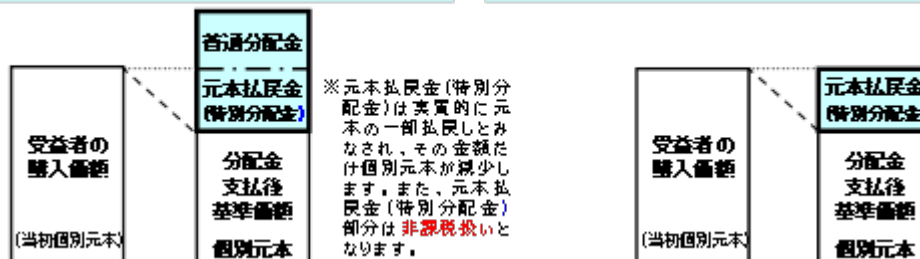 普通分配金
元本払戻金
(特別分配金)
受益者の
購入価額
(当初個別元本)
分配金
支払後
基準価額
個別元本
※元本払戻金(特別分
配金)は実質的に元
本の一部払戻しとみ
なされ、その金額だ
け個別元本が減少し
ます。また、元本払
戻金(特別分配金)
部分は非課税扱いと
なります。
元本払戻金
(特別分配金
受益者の
購入価額
(当初個別元本)
分配金
支払後
基準価額
個別元本